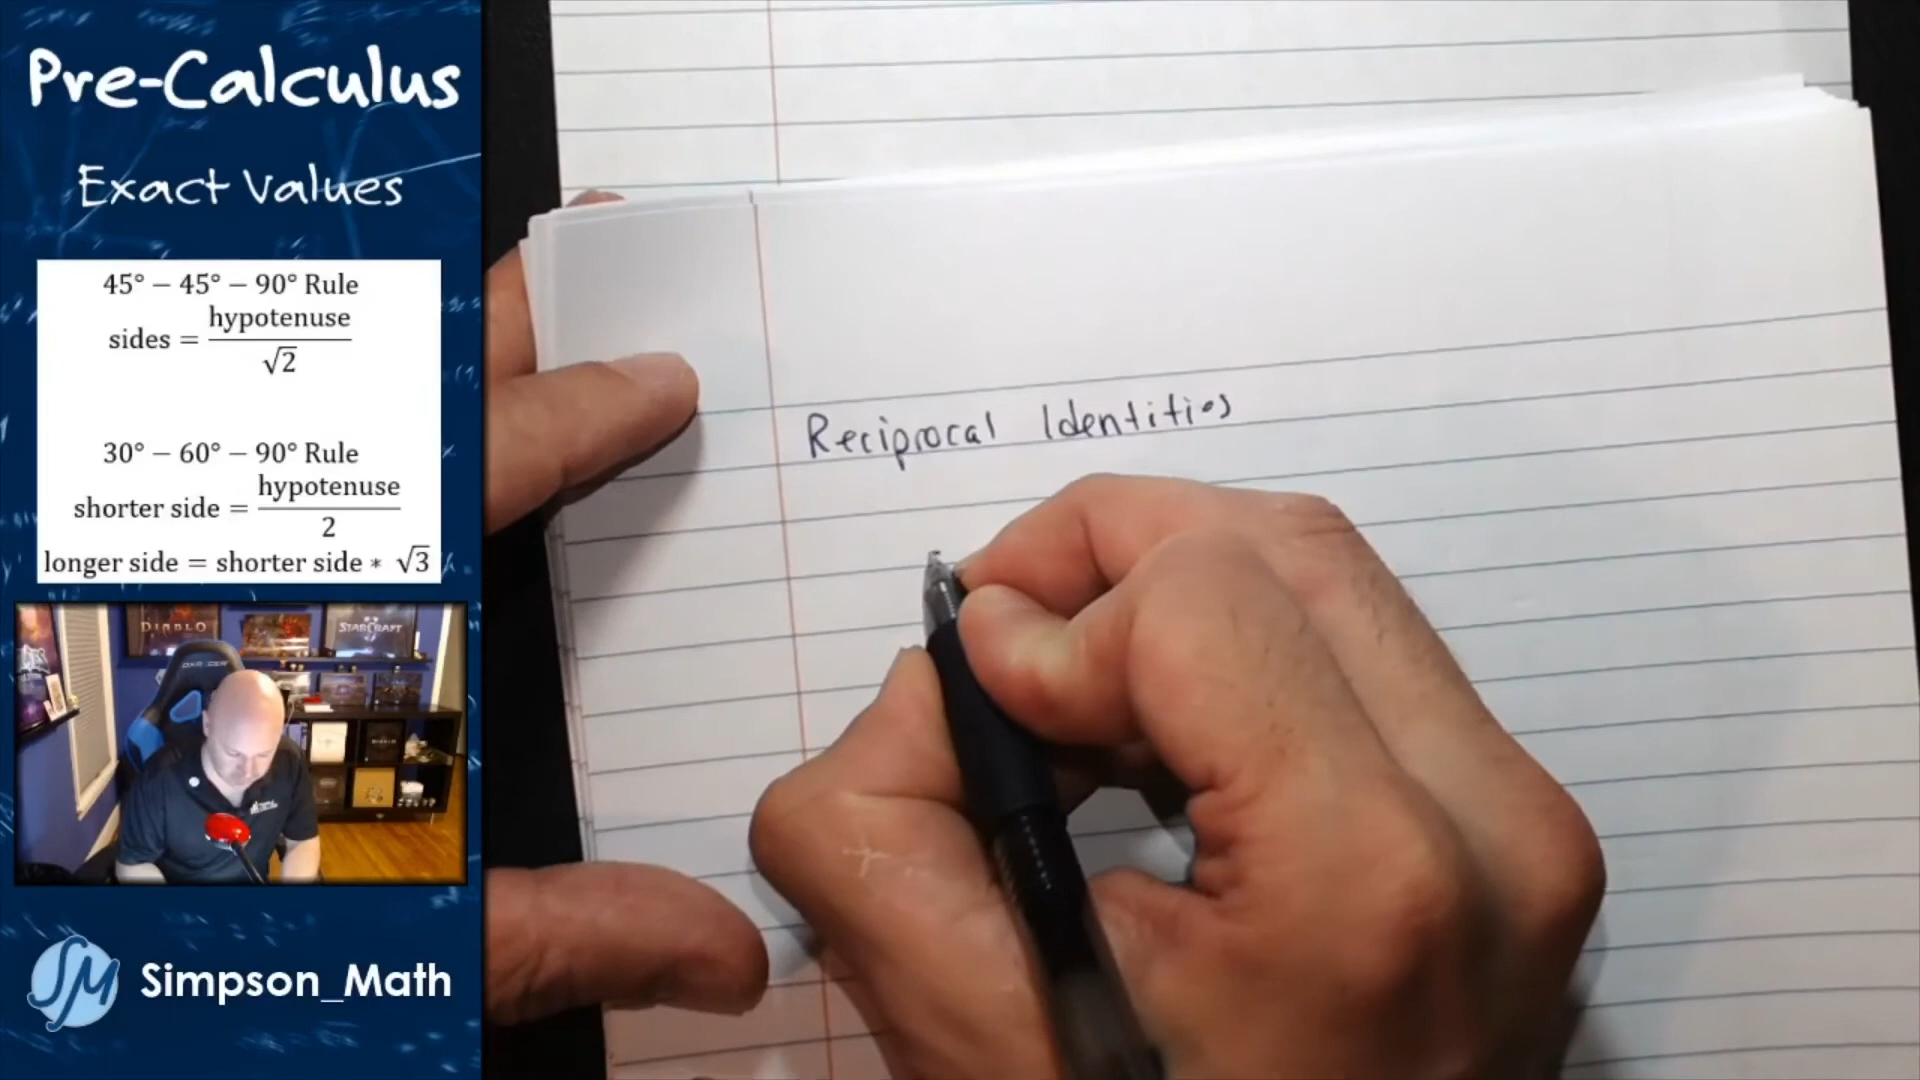 Pre-Calculus
Exact Values
45° − 45° − 90° Rule
sides = hypotenuse / √2
30° − 60° − 90° Rule
shorter side = hypotenuse / 2
longer side = shorter side * √3
DIABLO
STARCRAFT
SM Simpson_Math
Reciprocal Identities